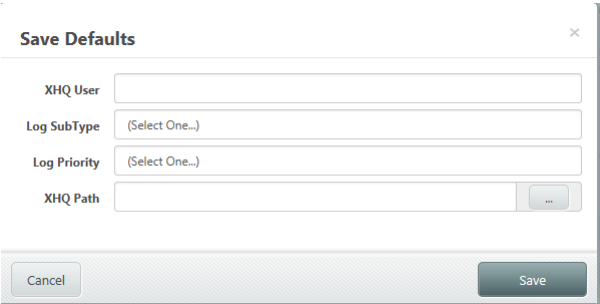 Save Defaults ×
XHQ User
Log SubType (Select One...)
Log Priority (Select One...)
XHQ Path ...
Cancel Save